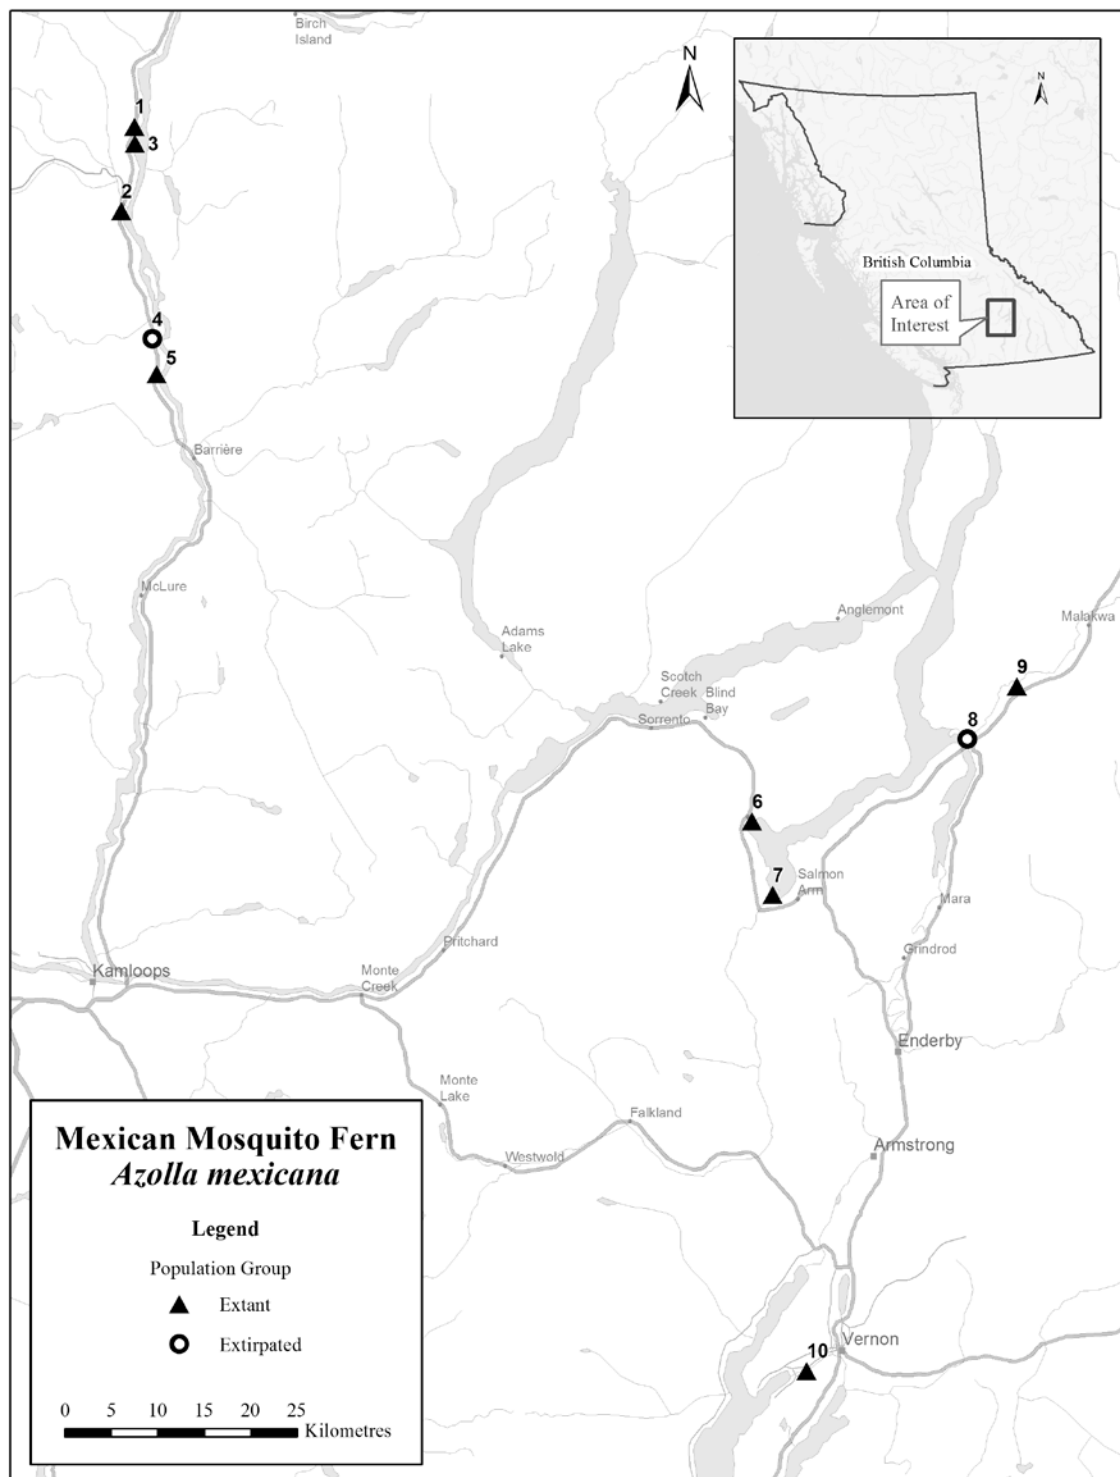 Birch
Island
N
N
1
3
2
British Columbia
Area of
Interest
4
5
Barrière
McLure
Anglemont
Malakwa
Adams
Lake
9
Scotch
Creek
Blind
Bay
Sorrento
8
6
7
Salmon
Arm
Mara
Pritchard
Grindrod
Kamloops
Monte
Creek
Enderby
Monte
Lake
Falkland
Armstrong
Westwold
Mexican Mosquito Fern
Azolla mexicana
Legend
Population Group
Extant
Extirpated
0 5 10 15 20 25
Kilometres
Vernon
10